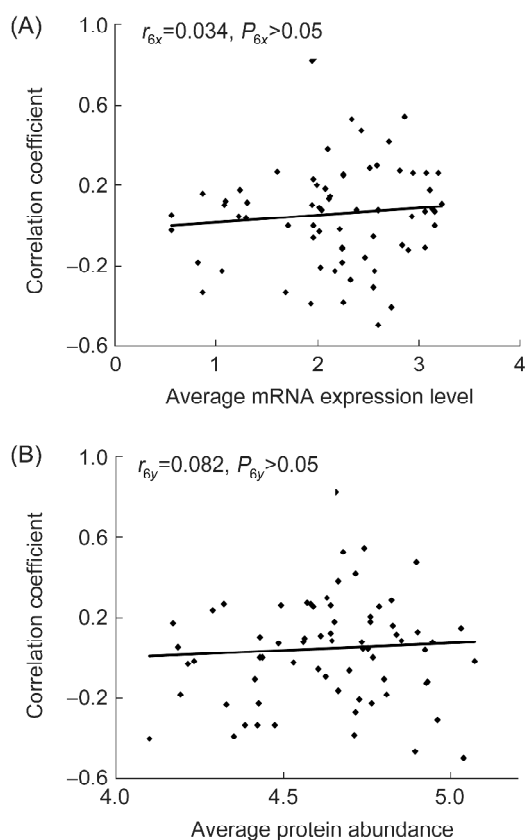 (A)
r6x=0.034, P6x>0.05
1.0
0.6
0.2
−0.2
−0.6
Correlation coefficient
0 1 2 3 4
Average mRNA expression level
(B)
r6y=0.082, P6y>0.05
1.0
0.6
0.2
−0.2
−0.6
Correlation coefficient
4.0 4.5 5.0
Average protein abundance